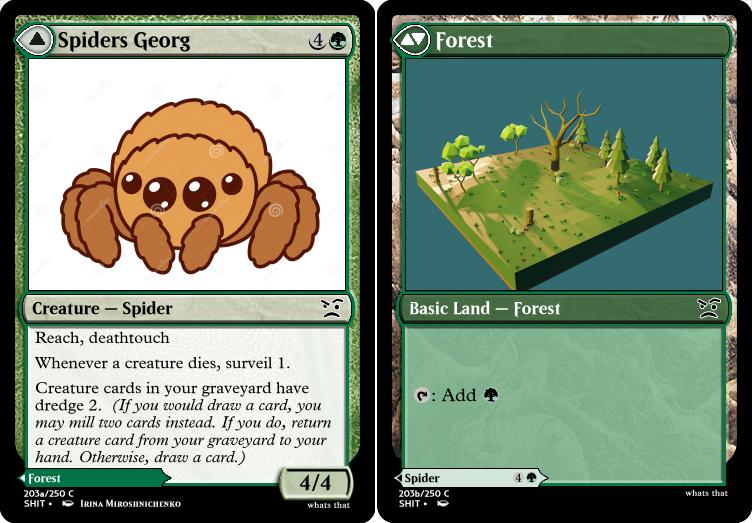 Spiders Georg
4
Creature — Spider
Reach, deathtouch
Whenever a creature dies, surveil 1.
Creature cards in your graveyard have
dredge 2. (If you would draw a card, you
may mill two cards instead. If you do, return
a creature card from your graveyard to your
hand. Otherwise, draw a card.)
Forest
4/4
203a/250 C
SHIT • Irina Miroshnichenko
whats that
Forest
Basic Land — Forest
: Add
Spider
4
203b/250 C
SHIT •
whats that